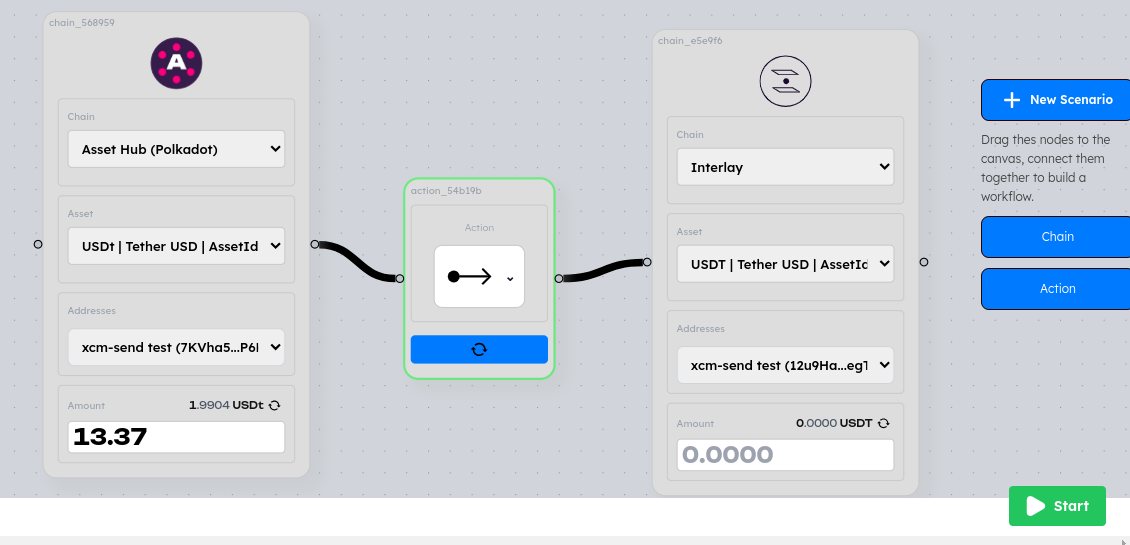 chain_568959
A
Chain
Asset Hub (Polkadot)
Asset
USDt | Tether USD | AssetId
Addresses
xcm-send test (7KVha5...P6I
Amount
1.9904 USDt
13.37
action_54b19b
Action
chain_e5e9f6
Chain
Interlay
Asset
USDT | Tether USD | AssetId
Addresses
xcm-send test (12u9Ha...egT
Amount
0.0000 USDT
0.0000
New Scenario
Drag thes nodes to the
canvas, connect them
together to build a
workflow.
Chain
Action
Start